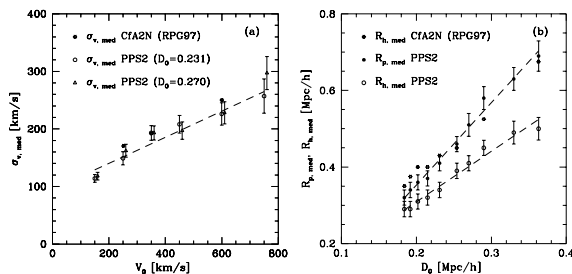 (a)
σv, med CfA2N (RPG97)
σv, med PPS2 (D0=0.231)
σv, med PPS2 (D0=0.270)
400
300
200
100
0
σv, med [km/s]
0 200 400 600 800
V0 [km/s]
(b)
Rh, med CfA2N (RPG97)
Rp, med PPS2
Rh, med PPS2
0.8
0.6
0.4
0.2
Rp, med, Rh, med [Mpc/h]
0.1 0.2 0.3 0.4
D0 [Mpc/h]